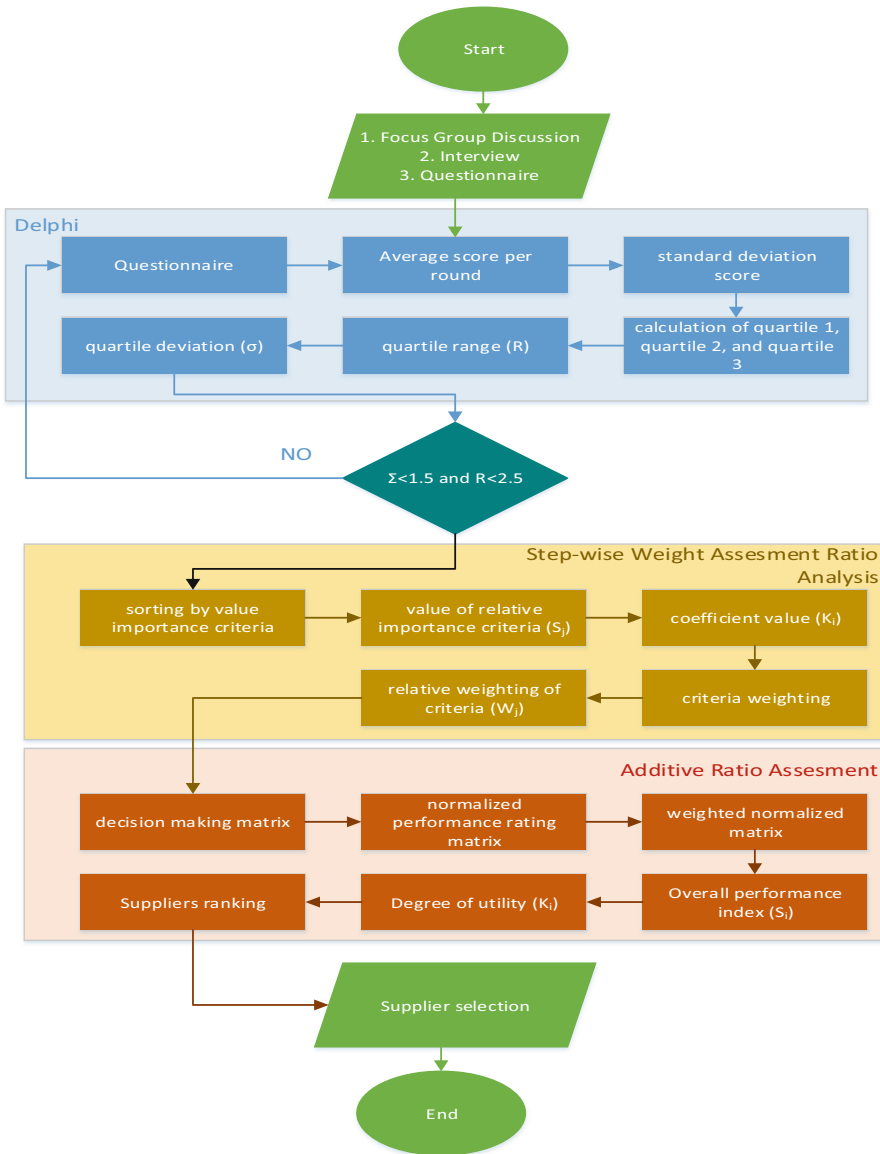 Start
1. Focus Group Discussion
2. Interview
3. Questionnaire
Delphi
Questionnaire
Average score per
round
standard deviation
score
quartile deviation (σ)
quartile range (R)
calculation of quartile 1,
quartile 2, and quartile
3
NO
Σ<1.5 and R<2.5
Step-wise Weight Assesment Ratio
Analysis
sorting by value
importance criteria
value of relative
importance criteria (Sj)
coefficient value (Ki)
relative weighting of
criteria (Wj)
criteria weighting
Additive Ratio Assesment
decision making matrix
normalized
performance rating
matrix
weighted normalized
matrix
Suppliers ranking
Degree of utility (Ki)
Overall performance
index (Si)
Supplier selection
End